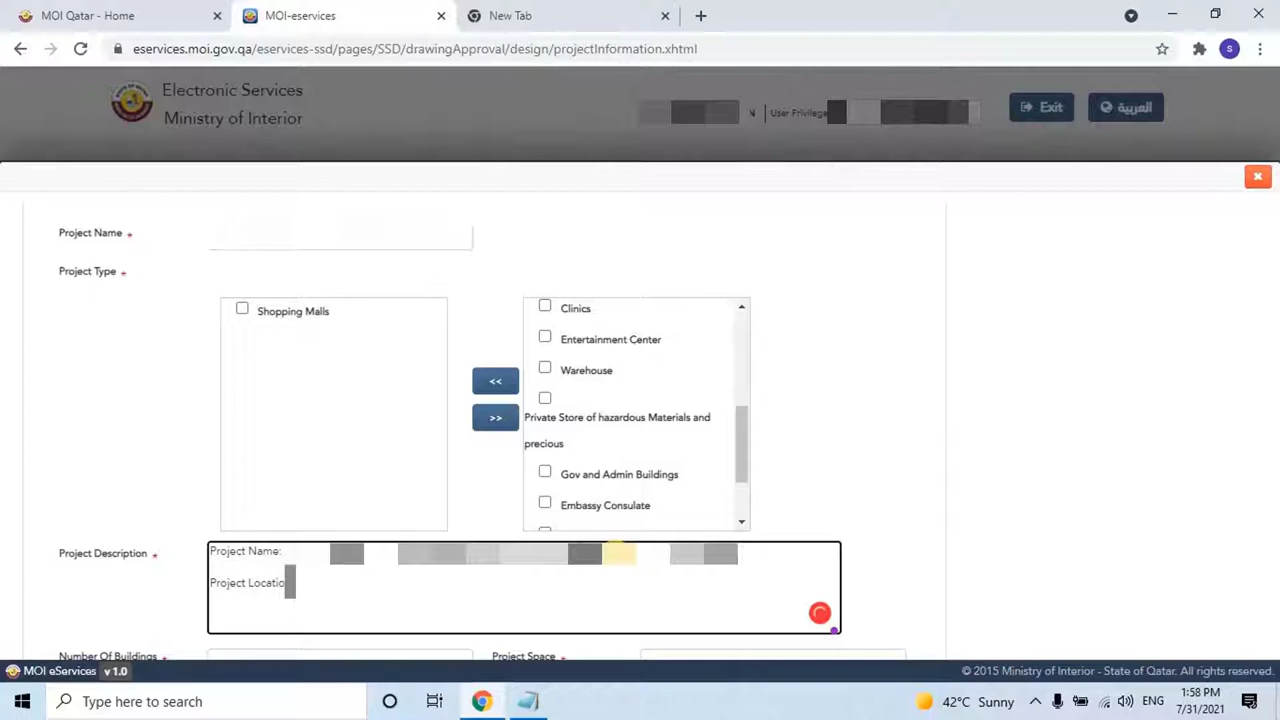 MOI Qatar - Home
MOI-eservices
New Tab
eservices.moi.gov.qa/eservices-ssd/pages/SSD/drawingApproval/design/projectInformation.xhtml
S
Electronic Services
Ministry of Interior
User Privilege
Exit
العربية
Project Name *
Project Type *
Shopping Malls
<<
>>
Clinics
Entertainment Center
Warehouse
Private Store of hazardous Materials and
precious
Gov and Admin Buildings
Embassy Consulate
Project Description *
Project Name:
Project Locatio
Number Of Buildings *
Project Space *
MOI eServices v 1.0
© 2015 Ministry of Interior - State of Qatar. All rights reserved.
Type here to search
42°C Sunny
ENG
1:58 PM
7/31/2021